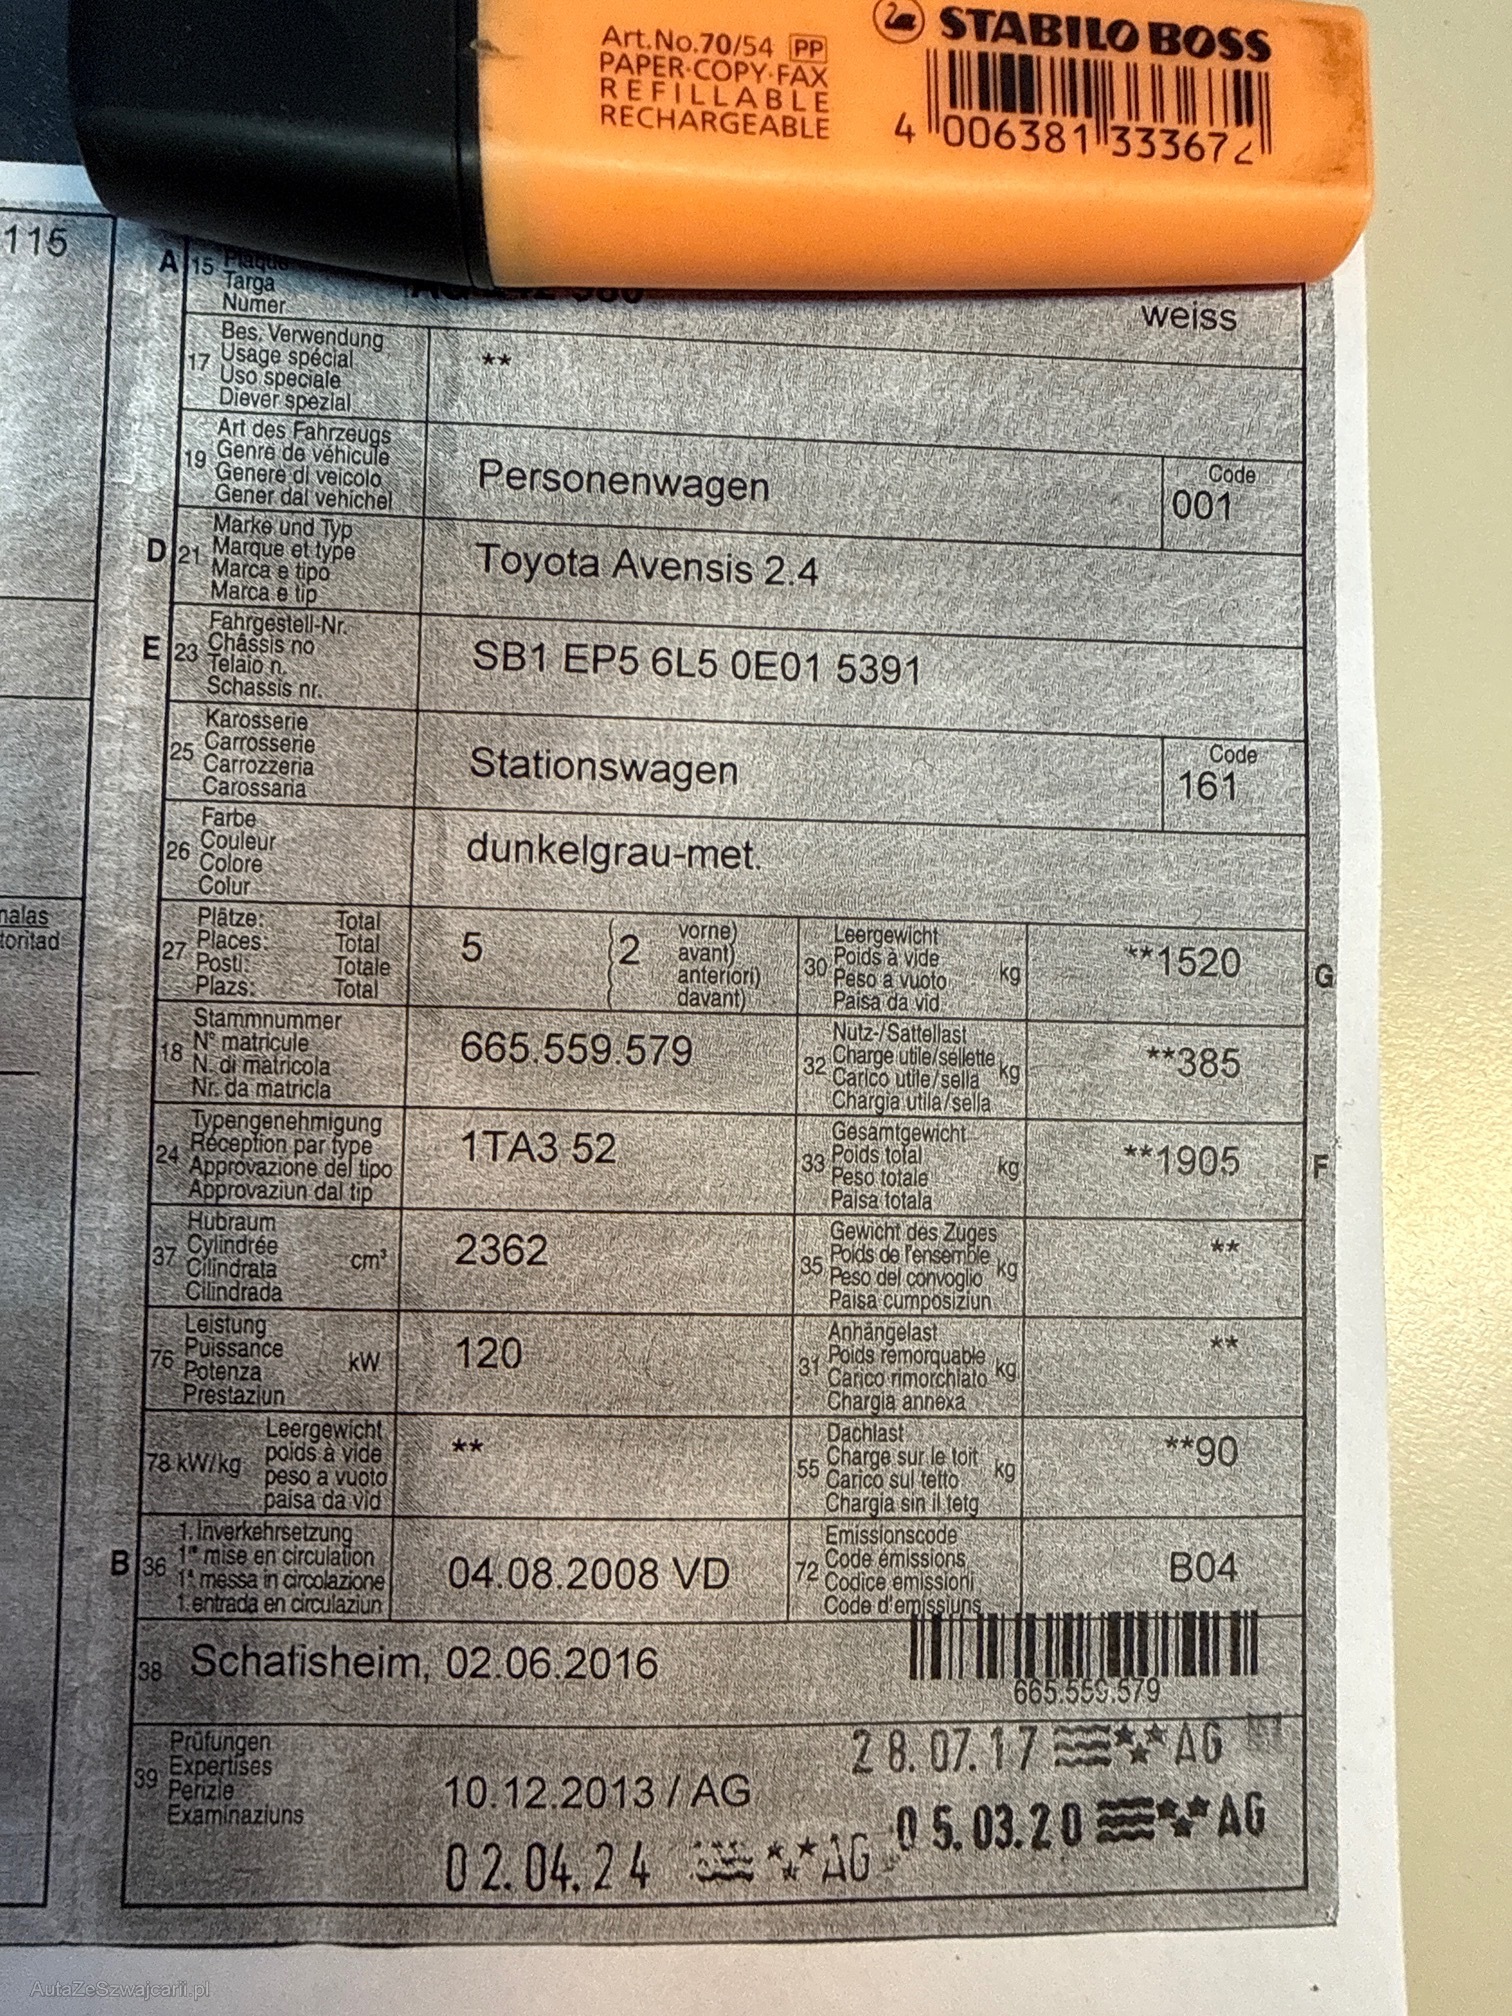 STABILO BOSS
Art.No.70/54 PP
PAPER·COPY·FAX
REFILLABLE
RECHARGEABLE
4 006381 333672
115
A 15 Plaque
Targa
Numer
weiss
17 Bes. Verwendung
Usage spécial
Uso speciale
Diever spezial
**
19 Art des Fahrzeugs
Genre de véhicule
Genere di veicolo
Gener dal vehichel
Personenwagen
Code
001
D 21 Marke und Typ
Marque et type
Marca e tipo
Marca e tip
Toyota Avensis 2.4
E 23 Fahrgestell-Nr.
Châssis no
Telaio n.
Schassis nr.
SB1 EP5 6L5 0E01 5391
25 Karosserie
Carrosserie
Carrozzeria
Carossaria
Stationswagen
Code
161
26 Farbe
Couleur
Colore
Colur
dunkelgrau-met.
nalas
toritad
27 Plätze: Total
Places: Total
Posti: Totale
Plazs: Total
5 ( 2 vorne)
avant)
anteriori)
davant)
30 Leergewicht
Poids à vide
Peso a vuoto
Paisa da vid
kg
**1520
G
18 Stammnummer
N° matricule
N. di matricola
Nr. da matricla
665.559.579
32 Nutz-/Sattellast
Charge utile/sellette
Carico utile/sella
Chargia utila/sella
kg
**385
24 Typengenehmigung
Réception par type
Approvazione del tipo
Approvaziun dal tip
1TA3 52
33 Gesamtgewicht
Poids total
Peso totale
Paisa totala
kg
**1905
F
37 Hubraum
Cylindrée
Cilindrata
Cilindrada
cm³
2362
35 Gewicht des Zuges
Poids de l'ensemble
Peso del convoglio
Paisa cumposiziun
kg
**
76 Leistung
Puissance
Potenza
Prestaziun
kW
120
31 Anhängelast
Poids remorquable
Carico rimorchiato
Chargia annexa
kg
**
78 kW/kg Leergewicht
poids à vide
peso a vuoto
paisa da vid
**
55 Dachlast
Charge sur le toit
Carico sul tetto
Chargia sin il tetg
kg
**90
B 36 1. Inverkehrsetzung
1re mise en circulation
1a messa in circolazione
1. entrada en circulaziun
04.08.2008 VD
72 Emissionscode
Code émissions
Codice emissioni
Code d'emissiuns
B04
38 Schafisheim, 02.06.2016
665.559.579
39 Prüfungen
Expertises
Perizie
Examinaziuns
28.07.17 AG
10.12.2013 / AG
05.03.20 AG
02.04.24 AG
AutaZeSzwajcarii.pl